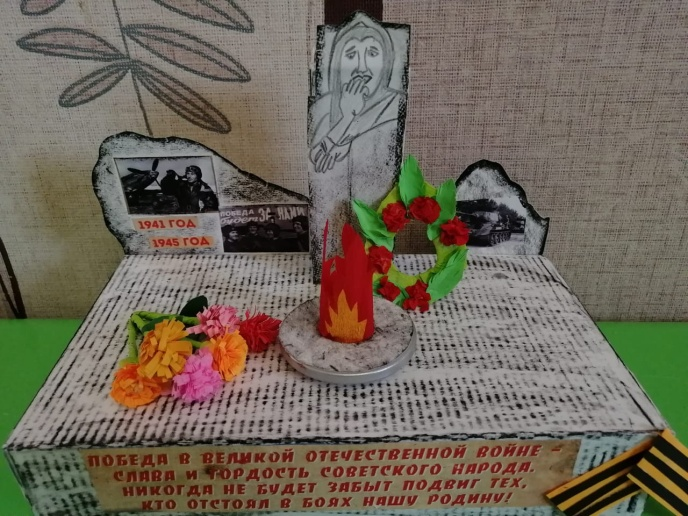 1941 ГОД
1945 ГОД
ПОБЕДА
ПОБЕДА В ВЕЛИКОЙ ОТЕЧЕСТВЕННОЙ ВОЙНЕ –
СЛАВА И ГОРДОСТЬ СОВЕТСКОГО НАРОДА.
НИКОГДА НЕ БУДЕТ ЗАБЫТ ПОДВИГ ТЕХ,
КТО ОТСТОЯЛ В БОЯХ НАШУ РОДИНУ!